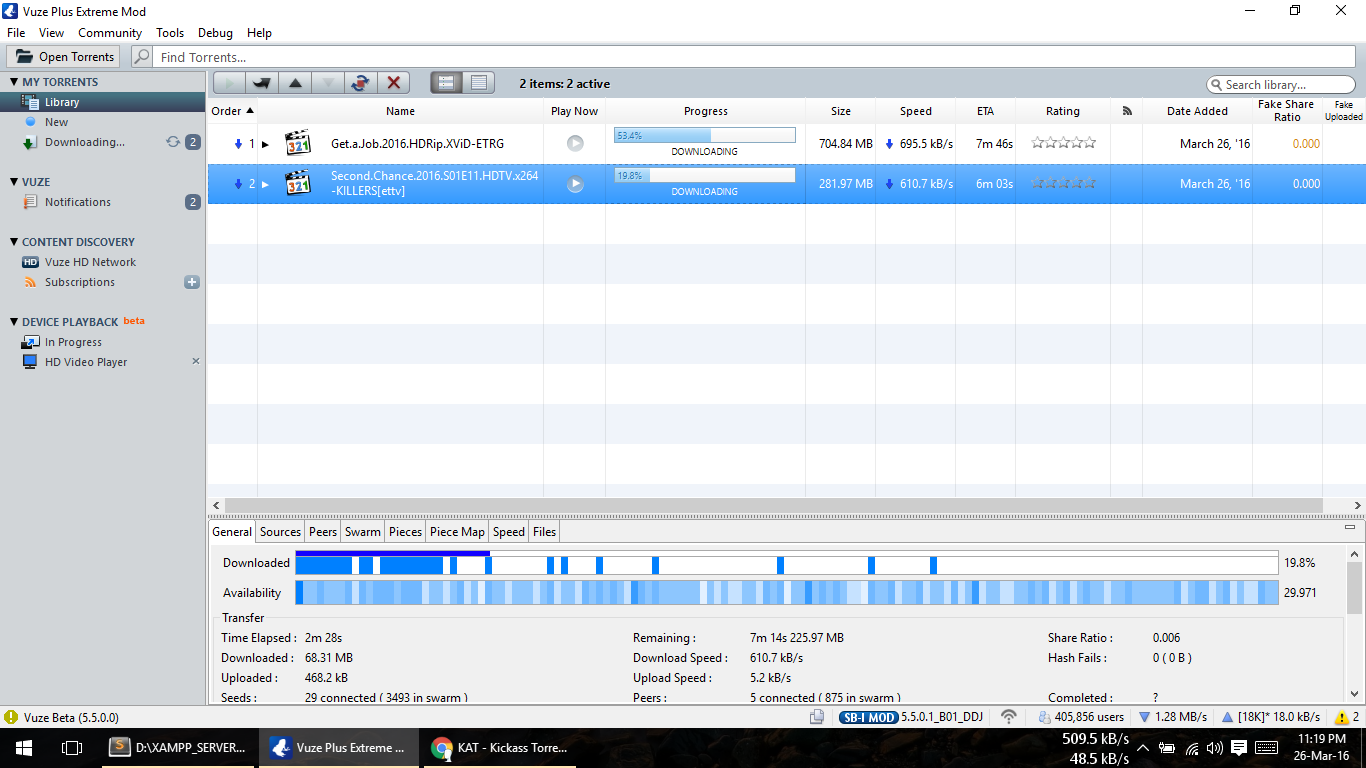 Vuze Plus Extreme Mod
File View Community Tools Debug Help
Open Torrents Find Torrents...
MY TORRENTS
Library
New
Downloading... 2
VUZE
Notifications 2
CONTENT DISCOVERY
HD Vuze HD Network
Subscriptions
DEVICE PLAYBACK beta
In Progress
HD Video Player
2 items: 2 active
Search library...
Order Name Play Now Progress Size Speed ETA Rating Date Added Fake Share Ratio Fake Uploaded
1 321 Get.a.Job.2016.HDRip.XViD-ETRG 53.4% DOWNLOADING 704.84 MB 695.5 kB/s 7m 46s March 26, '16 0.000
2 321 Second.Chance.2016.S01E11.HDTV.x264
-KILLERS[ettv] 19.8% DOWNLOADING 281.97 MB 610.7 kB/s 6m 03s March 26, '16 0.000
General Sources Peers Swarm Pieces Piece Map Speed Files
Downloaded 19.8%
Availability 29.971
Transfer
Time Elapsed : 2m 28s Remaining : 7m 14s 225.97 MB Share Ratio : 0.006
Downloaded : 68.31 MB Download Speed : 610.7 kB/s Hash Fails : 0 ( 0 B )
Uploaded : 468.2 kB Upload Speed : 5.2 kB/s
Seeds : 29 connected ( 3493 in swarm ) Peers : 5 connected ( 875 in swarm ) Completed : ?
Vuze Beta (5.5.0.0) SB-I MOD 5.5.0.1_B01_DDJ 405,856 users 1.28 MB/s [18K]* 18.0 kB/s 2
D:\XAMPP_SERVER... Vuze Plus Extreme ... KAT - Kickass Torre...
509.5 kB/s
48.5 kB/s
11:19 PM
26-Mar-16